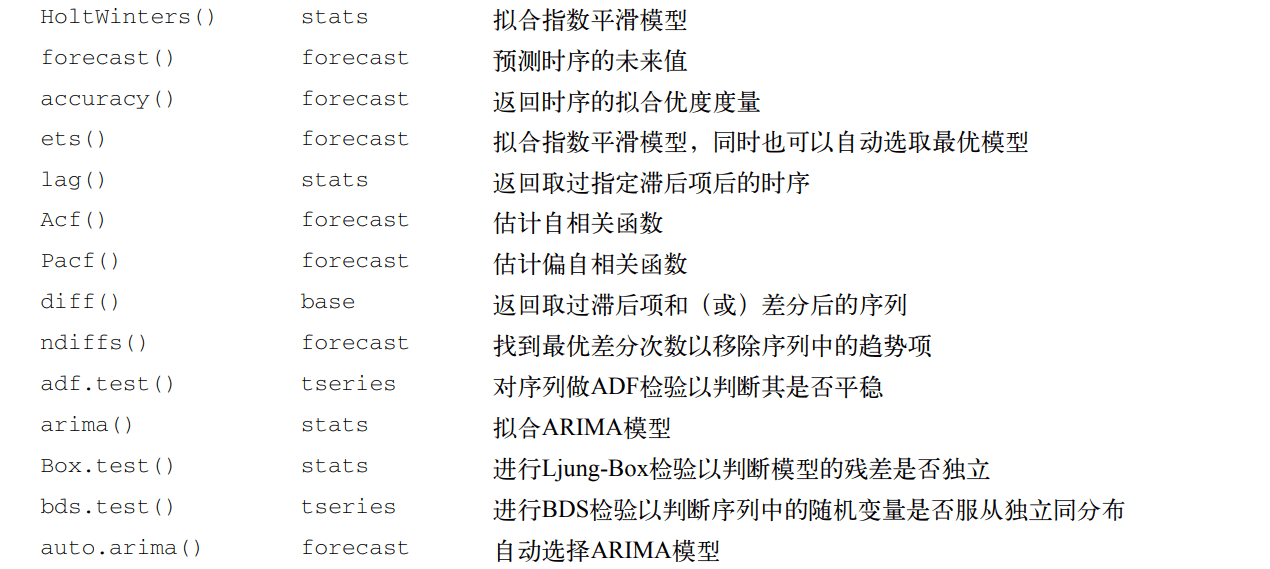 HoltWinters() stats 拟合指数平滑模型
forecast() forecast 预测时序的未来值
accuracy() forecast 返回时序的拟合优度度量
ets() forecast 拟合指数平滑模型，同时也可以自动选取最优模型
lag() stats 返回取过指定滞后项后的时序
Acf() forecast 估计自相关函数
Pacf() forecast 估计偏自相关函数
diff() base 返回取过滞后项和（或）差分后的序列
ndiffs() forecast 找到最优差分次数以移除序列中的趋势项
adf.test() tseries 对序列做ADF检验以判断其是否平稳
arima() stats 拟合ARIMA模型
Box.test() stats 进行Ljung-Box检验以判断模型的残差是否独立
bds.test() tseries 进行BDS检验以判断序列中的随机变量是否服从独立同分布
auto.arima() forecast 自动选择ARIMA模型